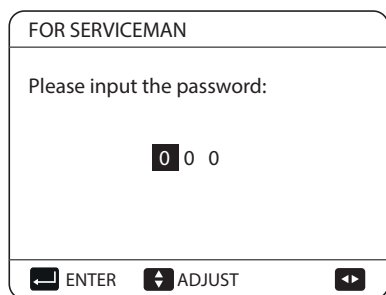 FOR SERVICEMAN
Please input the password:
0 0 0
ENTER ADJUST